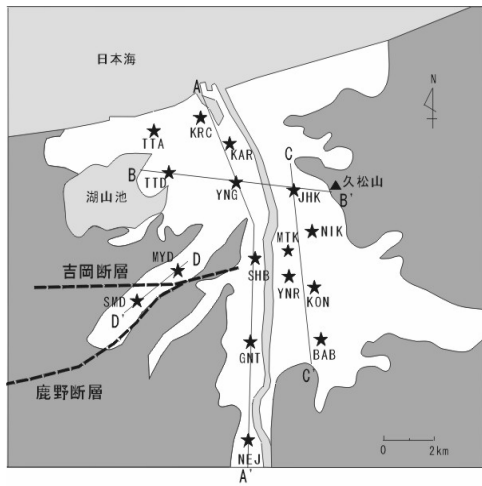 日本海
A
N
KRC
TTA
KAR
C
B
TTD
YNG
JHK
久松山
B'
湖山池
NIK
MTK
MYD
D
SHB
吉岡断層
YNR
KON
SMD
D'
GNT
BAB
C'
鹿野断層
0 2km
NEJ
A'